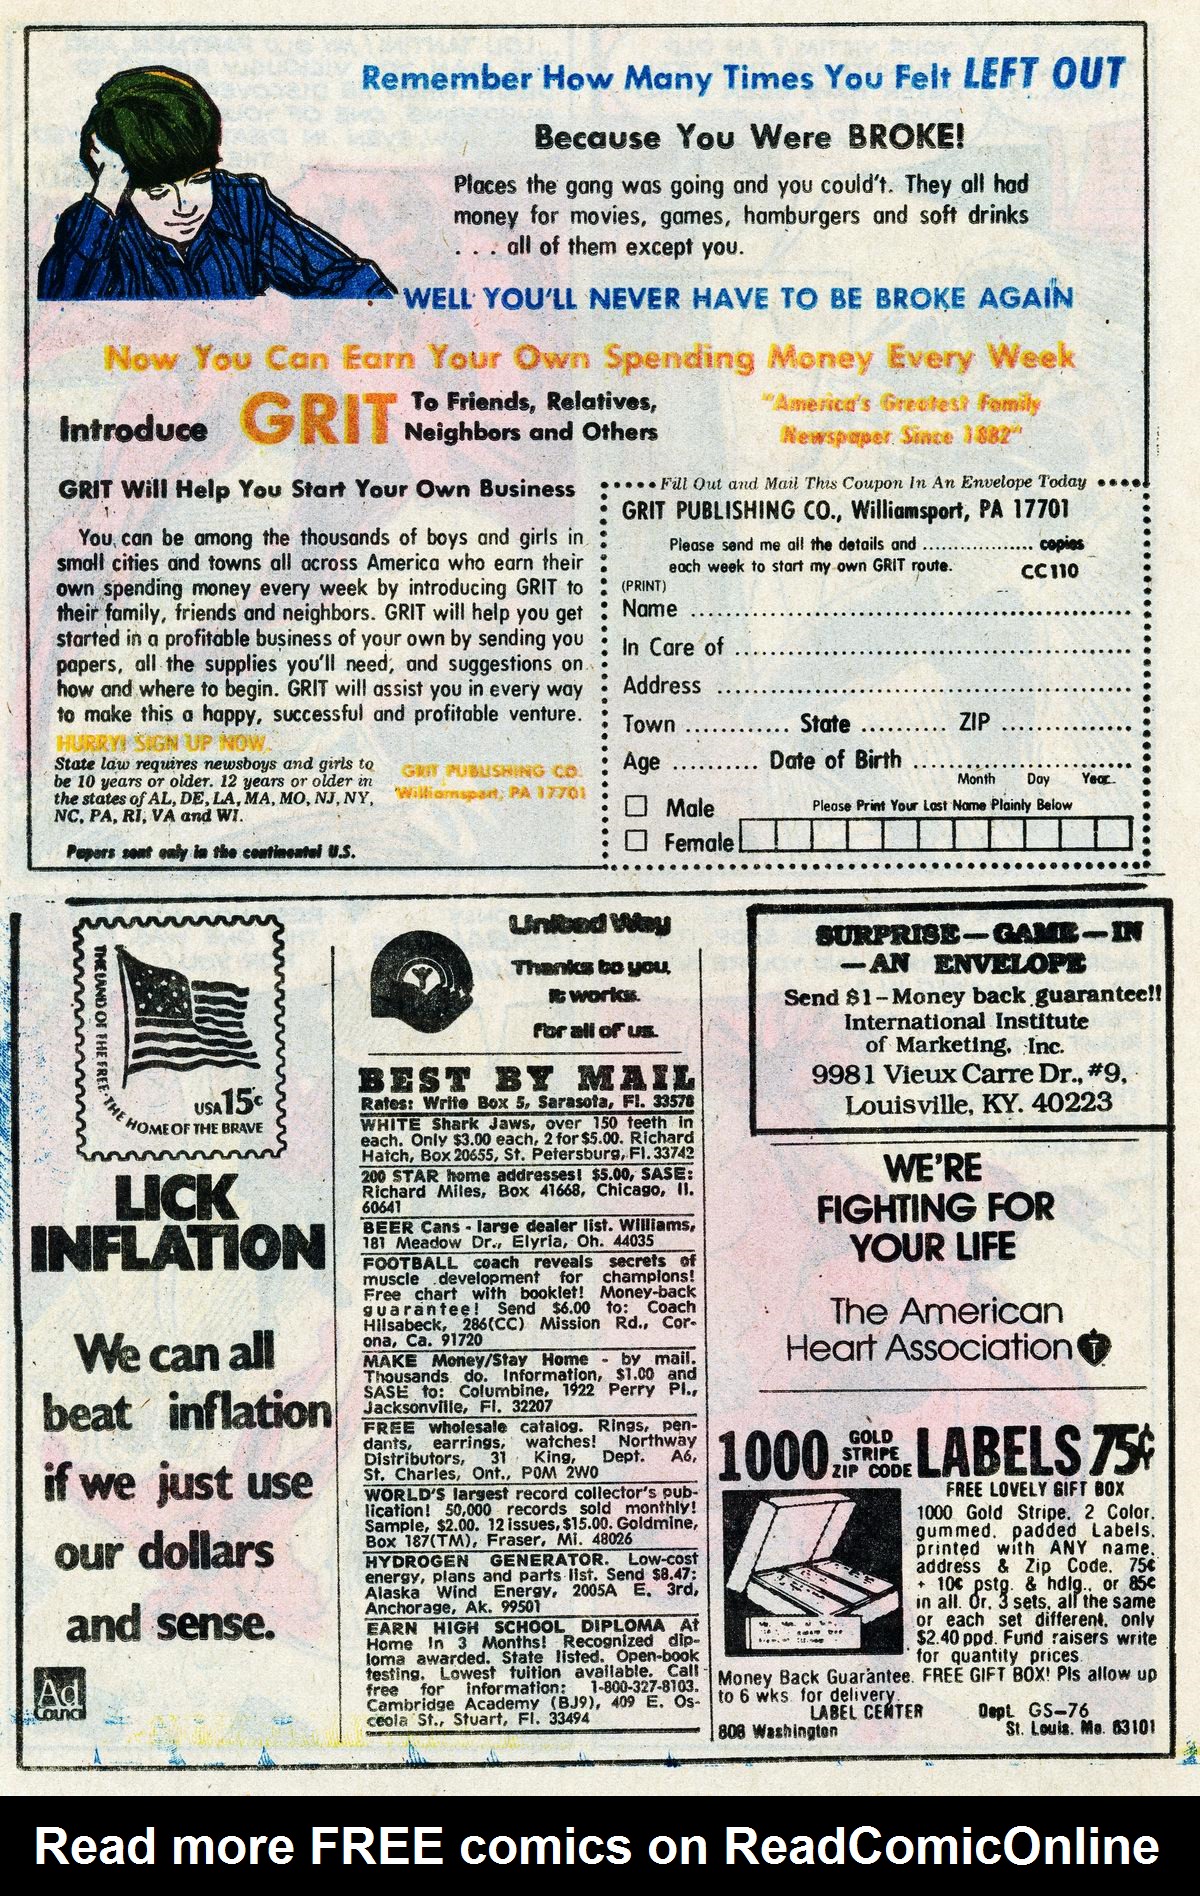 Remember How Many Times You Felt LEFT OUT
Because You Were BROKE!
Places the gang was going and you could't. They all had
money for movies, games, hamburgers and soft drinks
. . . all of them except you.
WELL YOU'LL NEVER HAVE TO BE BROKE AGAIN
Now You Can Earn Your Own Spending Money Every Week
Introduce GRIT To Friends, Relatives,
Neighbors and Others
"America's Greatest Family
Newspaper Since 1882"
GRIT Will Help You Start Your Own Business
You can be among the thousands of boys and girls in
small cities and towns all across America who earn their
own spending money every week by introducing GRIT to
their family, friends and neighbors. GRIT will help you get
started in a profitable business of your own by sending you
papers, all the supplies you'll need, and suggestions on
how and where to begin. GRIT will assist you in every way
to make this a happy, successful and profitable venture.
HURRY! SIGN UP NOW.
State law requires newsboys and girls to
be 10 years or older. 12 years or older in
the states of AL, DE, LA, MA, MO, NJ, NY,
NC, PA, RI, VA and WI.
GRIT PUBLISHING CO.
Williamsport, PA 17701
Papers sent only in the continental U.S.
Fill Out and Mail This Coupon In An Envelope Today
GRIT PUBLISHING CO., Williamsport, PA 17701
Please send me all the details and ................. copies
each week to start my own GRIT route.
CC110
(PRINT)
Name
In Care of
Address
Town ............ State .......... ZIP ...............
Age .......... Date of Birth
Month Day Year
Male
Please Print Your Last Name Plainly Below
Female
THE LAND OF THE FREE·THE HOME OF THE BRAVE
USA 15c
LICK
INFLATION
We can all
beat inflation
if we just use
our dollars
and sense.
Ad
Council
United Way
Thanks to you,
it works.
for all of us.
BEST BY MAIL
Rates: Write Box 5, Sarasota, Fl. 33578
WHITE Shark Jaws, over 150 teeth in
each. Only $3.00 each, 2 for $5.00. Richard
Hatch, Box 20655, St. Petersburg, Fl. 33742
200 STAR home addresses! $5.00, SASE:
Richard Miles, Box 41668, Chicago, Il.
60641
BEER Cans - large dealer list. Williams,
181 Meadow Dr., Elyria, Oh. 44035
FOOTBALL coach reveals secrets of
muscle development for champions!
Free chart with booklet! Money-back
guarantee! Send $6.00 to: Coach
Hilsabeck, 286(CC) Mission Rd., Cor-
ona, Ca. 91720
MAKE Money/Stay Home - by mail.
Thousands do. Information, $1.00 and
SASE to: Columbine, 1922 Perry Pl.,
Jacksonville, Fl. 32207
FREE wholesale catalog. Rings, pen-
dants, earrings, watches! Northway
Distributors, 31 King, Dept. A6,
St. Charles, Ont., P0M 2W0
WORLD'S largest record collector's pub-
lication! 50,000 records sold monthly!
Sample, $2.00. 12 issues, $15.00. Goldmine,
Box 187(TM), Fraser, Mi. 48026
HYDROGEN GENERATOR. Low-cost
energy, plans and parts list. Send $8.47:
Alaska Wind Energy, 2005A E. 3rd,
Anchorage, Ak. 99501
EARN HIGH SCHOOL DIPLOMA At
Home In 3 Months! Recognized dip-
loma awarded. State listed. Open-book
testing. Lowest tuition available. Call
free for information: 1-800-327-8103.
Cambridge Academy (BJ9), 409 E. Os-
ceola St., Stuart, Fl. 33494
SURPRISE—GAME—IN
—AN ENVELOPE
Send $1–Money back guarantee!!
International Institute
of Marketing, Inc.
9981 Vieux Carre Dr., #9,
Louisville, KY. 40223
WE'RE
FIGHTING FOR
YOUR LIFE
The American
Heart Association
1000 GOLD
STRIPE
ZIP CODE LABELS 75¢
FREE LOVELY GIFT BOX
1000 Gold Stripe, 2 Color,
gummed, padded Labels,
printed with ANY name,
address & Zip Code. 75¢
+ 10¢ pstg. & hdlg., or 85¢
in all. Or, 3 sets, all the same
or each set different, only
$2.40 ppd. Fund raisers write
for quantity prices.
Money Back Guarantee. FREE GIFT BOX! Pls allow up
to 6 wks. for delivery.
LABEL CENTER Dept. GS–76
808 Washington St. Louis, Mo. 63101
Read more FREE comics on ReadComicOnline